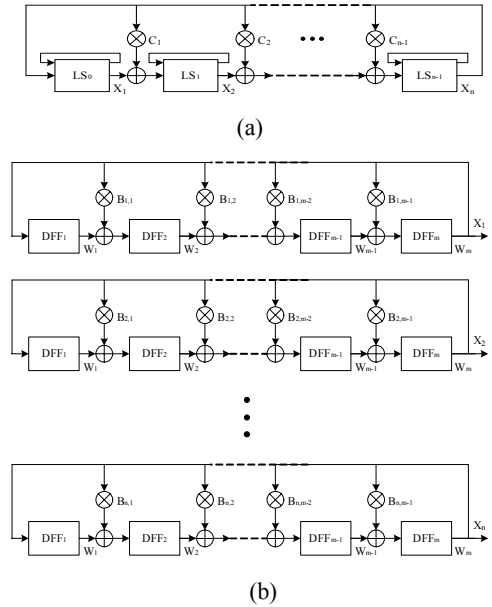 C₁ C₂ Cₙ₋₁
LS₀ X₁ LS₁ X₂ LSₙ₋₁ Xₙ
(a)
B₁,₁ B₁,₂ B₁,ₘ₋₂ B₁,ₘ₋₁ X₁
DFF₁ W₁ DFF₂ W₂ DFFₘ₋₁ Wₘ₋₁ DFFₘ Wₘ
B₂,₁ B₂,₂ B₂,ₘ₋₂ B₂,ₘ₋₁ X₂
DFF₁ W₁ DFF₂ W₂ DFFₘ₋₁ Wₘ₋₁ DFFₘ Wₘ
Bₙ,₁ Bₙ,₂ Bₙ,ₘ₋₂ Bₙ,ₘ₋₁ Xₙ
DFF₁ W₁ DFF₂ W₂ DFFₘ₋₁ Wₘ₋₁ DFFₘ Wₘ
(b)